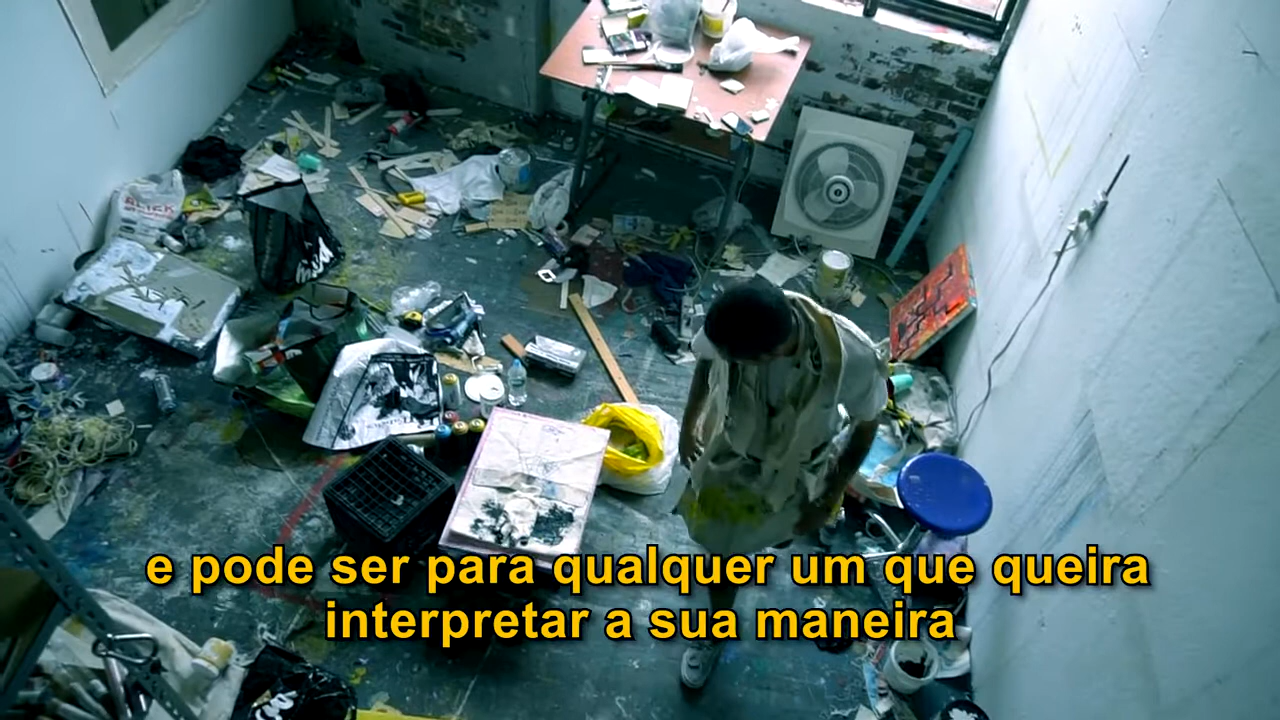 e pode ser para qualquer um que queira
interpretar a sua maneira